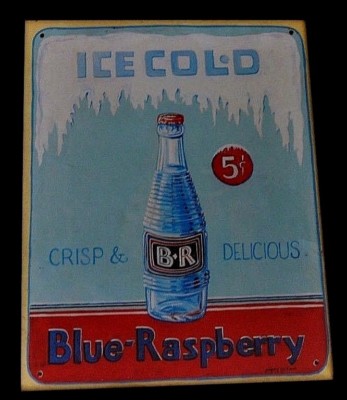 ICE COLD
5¢
B·R
CRISP & DELICIOUS.
Blue-Raspberry